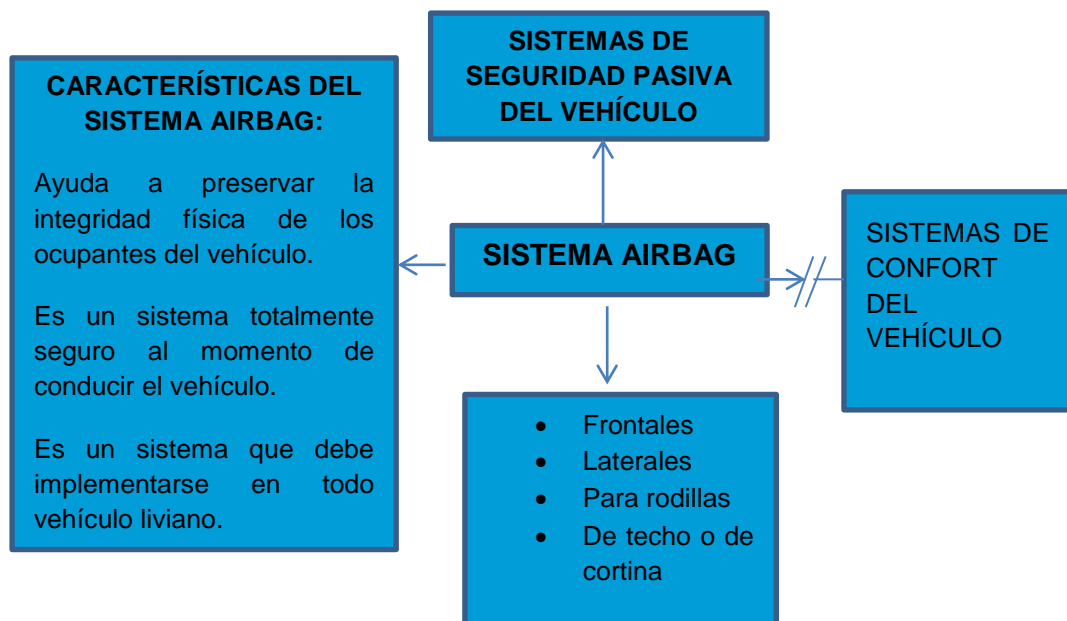 SISTEMAS DE
SEGURIDAD PASIVA
DEL VEHÍCULO
CARACTERÍSTICAS DEL
SISTEMA AIRBAG:
Ayuda a preservar la
integridad física de los
ocupantes del vehículo.
Es un sistema totalmente
seguro al momento de
conducir el vehículo.
Es un sistema que debe
implementarse en todo
vehículo liviano.
SISTEMA AIRBAG
SISTEMAS DE
CONFORT
DEL
VEHÍCULO
• Frontales
• Laterales
• Para rodillas
• De techo o de
cortina